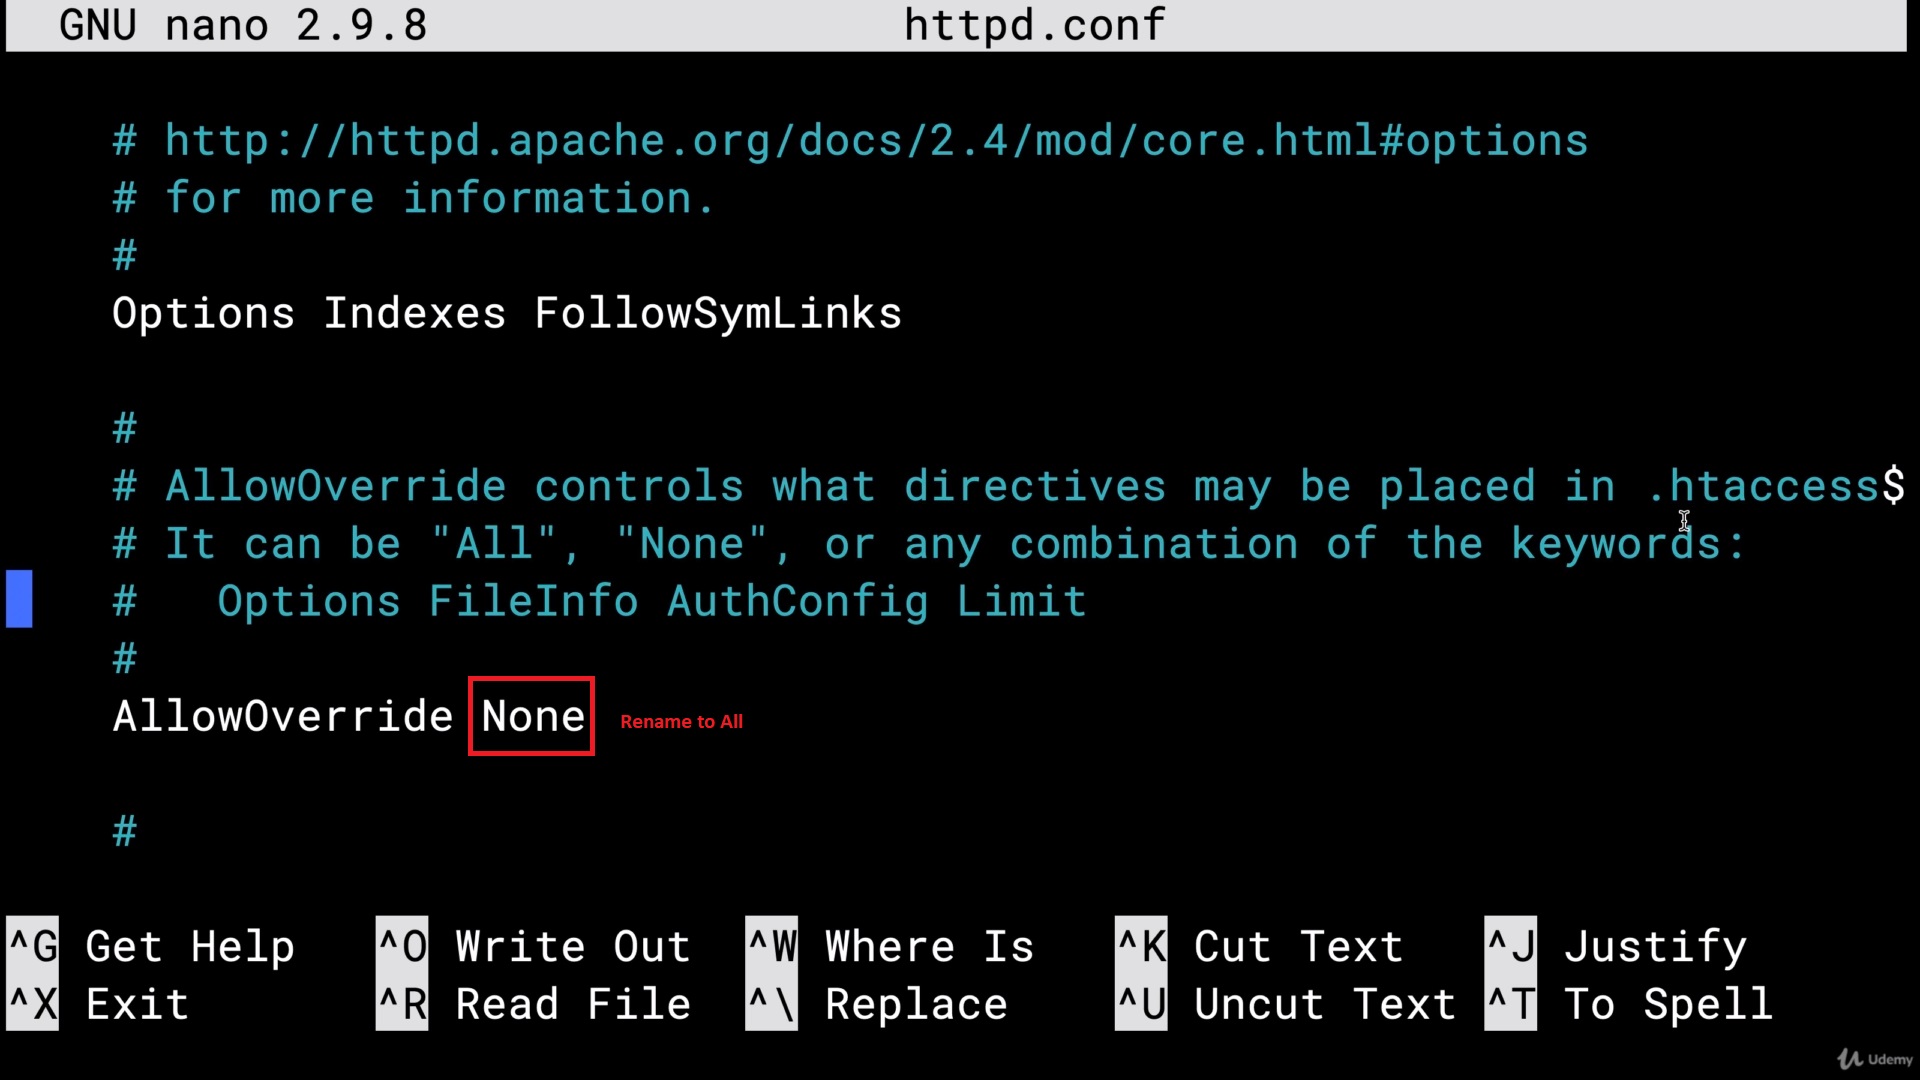 GNU nano 2.9.8 httpd.conf
# http://httpd.apache.org/docs/2.4/mod/core.html#options
# for more information.
#
Options Indexes FollowSymLinks
#
# AllowOverride controls what directives may be placed in .htaccess$
# It can be "All", "None", or any combination of the keywords:
#   Options FileInfo AuthConfig Limit
#
AllowOverride None Rename to All
#
^G Get Help ^O Write Out ^W Where Is ^K Cut Text ^J Justify
^X Exit ^R Read File ^\ Replace ^U Uncut Text ^T To Spell
Udemy